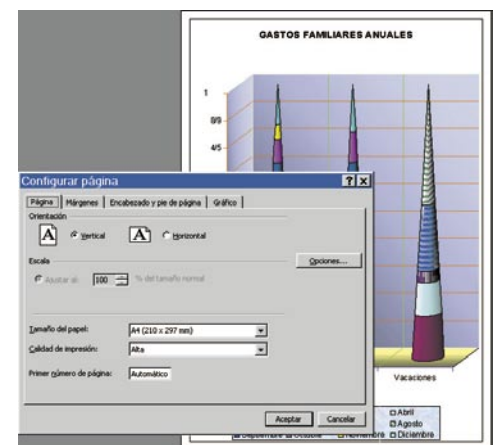 GASTOS FAMILIARES ANUALES
1
8/9
4/5
Configurar página
Página Márgenes Encabezado y pie de página Gráfico
Orientación
A Vertical A Horizontal
Escala
Opciones...
Ajustar al: 100 % del tamaño normal
Tamaño del papel: A4 (210 x 297 mm)
Calidad de impresión: Alta
Primer número de página: Automático
Vacaciones
Aceptar Cancelar
Abril
Agosto
Septiembre Octubre Noviembre Diciembre